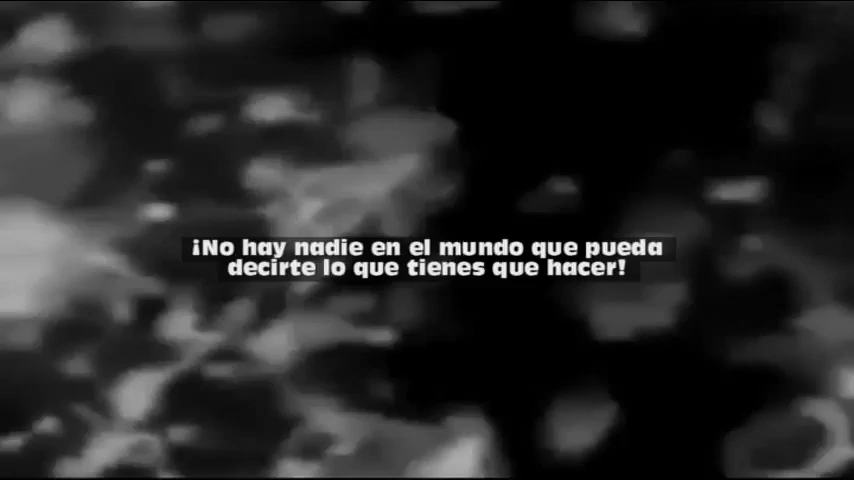 ¡No hay nadie en el mundo que pueda
decirte lo que tienes que hacer!